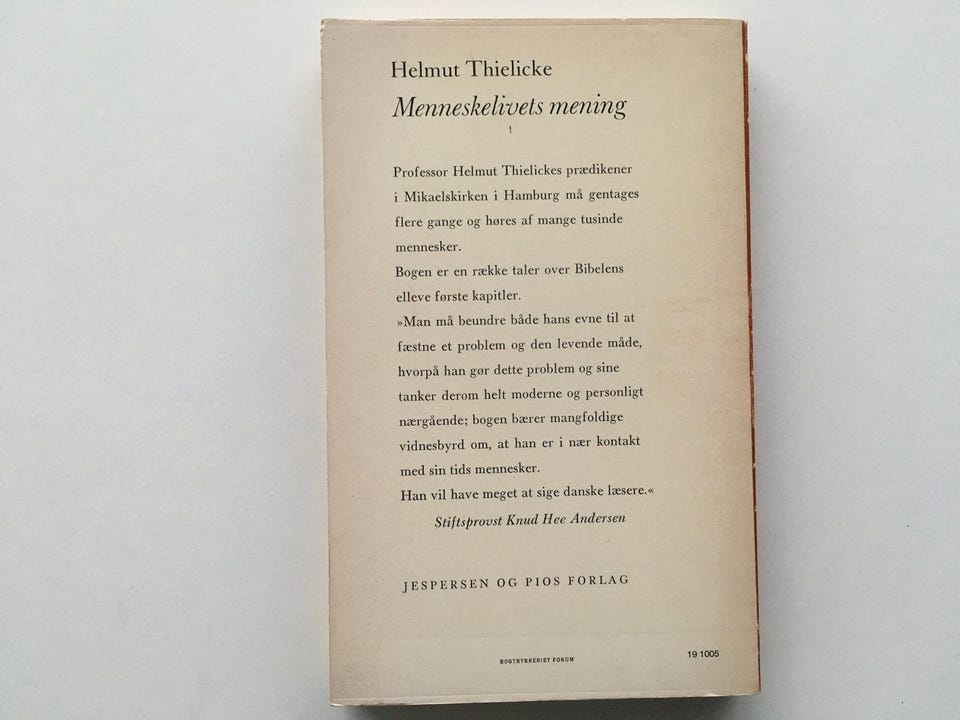 Helmut Thielicke
Menneskelivets mening
Professor Helmut Thielickes prædikener
i Mikaelskirken i Hamburg må gentages
flere gange og høres af mange tusinde
mennesker.
Bogen er en række taler over Bibelens
elleve første kapitler.
»Man må beundre både hans evne til at
fæstne et problem og den levende måde,
hvorpå han gør dette problem og sine
tanker derom helt moderne og personligt
nærgående; bogen bærer mangfoldige
vidnesbyrd om, at han er i nær kontakt
med sin tids mennesker.
Han vil have meget at sige danske læsere.«
Stiftsprovst Knud Hee Andersen
JESPERSEN OG PIOS FORLAG
BOGTRYKKERIET FORUM
19 1005